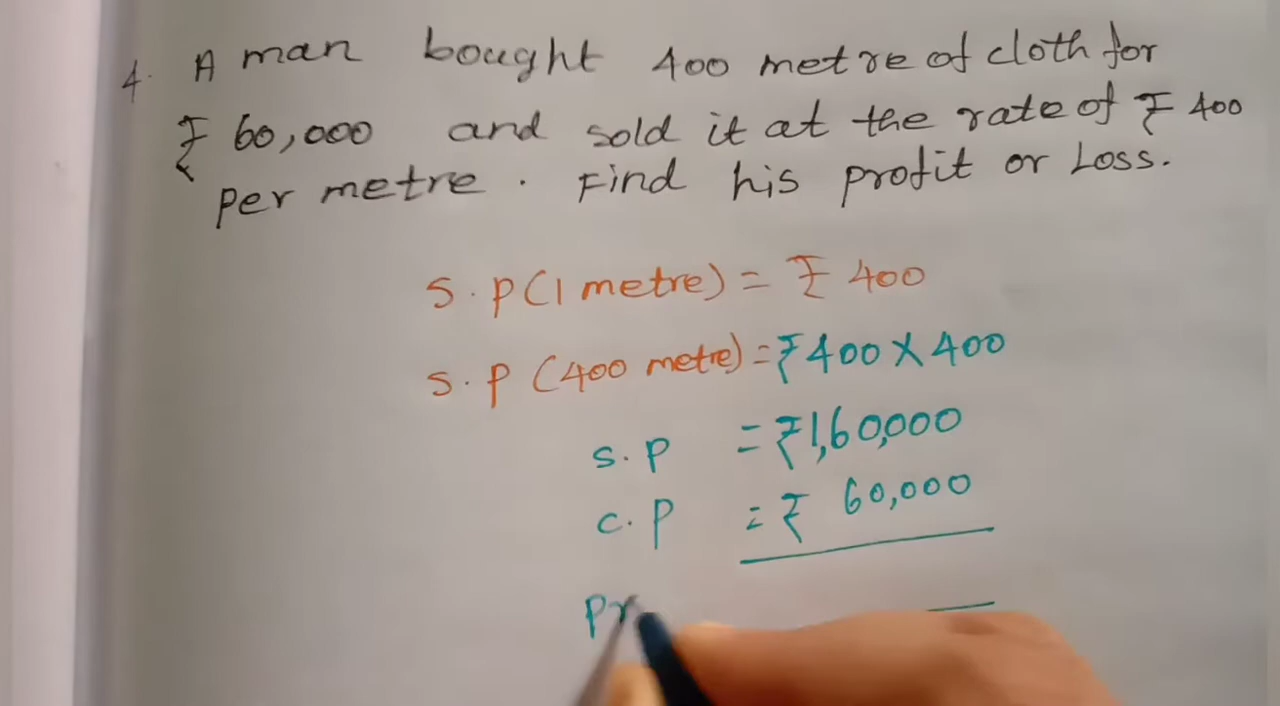 4. A man bought 400 metre of cloth for
₹ 60,000 and sold it at the rate of ₹ 400
per metre. Find his profit or Loss.
S.P (1 metre) = ₹ 400
S.P (400 metre) = ₹ 400 X 400
S.P = ₹ 1,60,000
C.P = ₹ 60,000
Pr